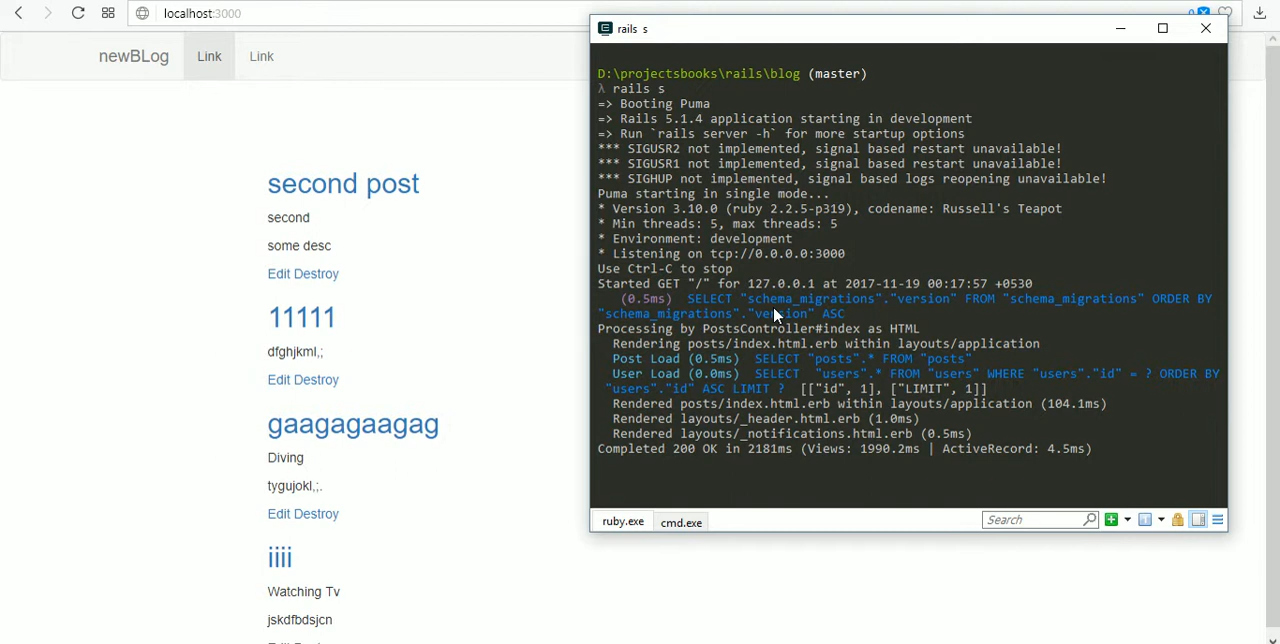 localhost:3000
newBLog Link Link
second post
second
some desc
Edit Destroy
11111
dfghjkml,;
Edit Destroy
gaagagaagag
Diving
tygujokl,;.
Edit Destroy
iiii
Watching Tv
jskdfbdsjcn
rails s
D:\projectsbooks\rails\blog (master)
λ rails s
=> Booting Puma
=> Rails 5.1.4 application starting in development
=> Run `rails server -h` for more startup options
*** SIGUSR2 not implemented, signal based restart unavailable!
*** SIGUSR1 not implemented, signal based restart unavailable!
*** SIGHUP not implemented, signal based logs reopening unavailable!
Puma starting in single mode...
* Version 3.10.0 (ruby 2.2.5-p319), codename: Russell's Teapot
* Min threads: 5, max threads: 5
* Environment: development
* Listening on tcp://0.0.0.0:3000
Use Ctrl-C to stop
Started GET "/" for 127.0.0.1 at 2017-11-19 00:17:57 +0530
(0.5ms) SELECT "schema_migrations"."version" FROM "schema_migrations" ORDER BY
"schema_migrations"."version" ASC
Processing by PostsController#index as HTML
Rendering posts/index.html.erb within layouts/application
Post Load (0.5ms) SELECT "posts".* FROM "posts"
User Load (0.0ms) SELECT "users".* FROM "users" WHERE "users"."id" = ? ORDER BY
"users"."id" ASC LIMIT ? [["id", 1], ["LIMIT", 1]]
Rendered posts/index.html.erb within layouts/application (104.1ms)
Rendered layouts/_header.html.erb (1.0ms)
Rendered layouts/_notifications.html.erb (0.5ms)
Completed 200 OK in 2181ms (Views: 1990.2ms | ActiveRecord: 4.5ms)
ruby.exe cmd.exe Search